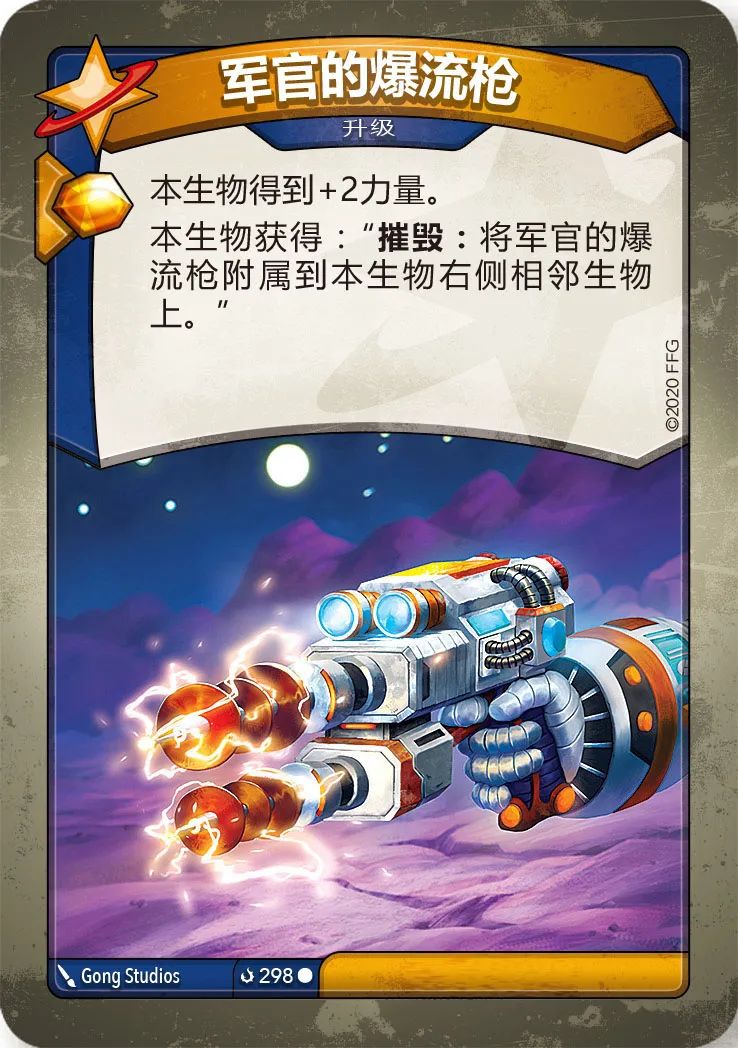 军官的爆流枪
升级
本生物得到+2力量。
本生物获得：“摧毁：将军官的爆
流枪附属到本生物右侧相邻生物
上。”
©2020 FFG
Gong Studios
298